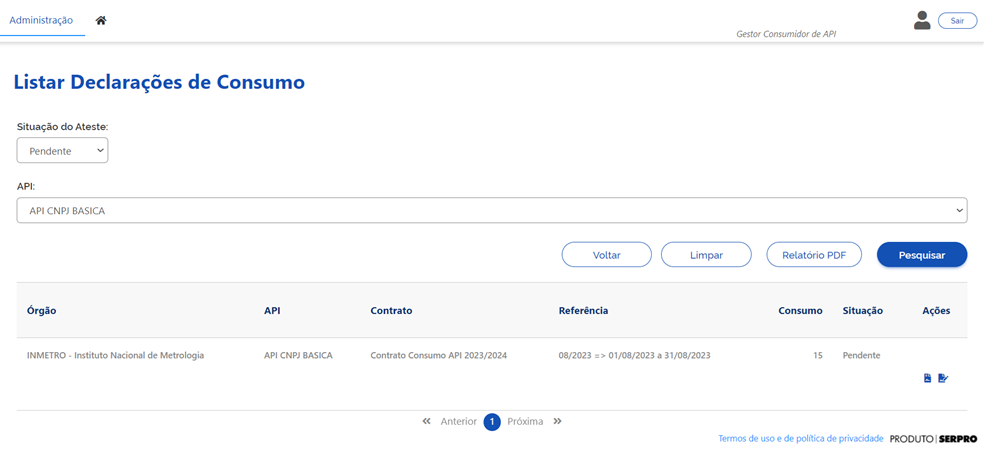 Administração
Sair
Gestor Consumidor de API
Listar Declarações de Consumo
Situação do Ateste:
Pendente
API:
API CNPJ BASICA
Voltar Limpar Relatório PDF Pesquisar
Órgão API Contrato Referência Consumo Situação Ações
INMETRO - Instituto Nacional de Metrologia API CNPJ BASICA Contrato Consumo API 2023/2024 08/2023 => 01/08/2023 a 31/08/2023 15 Pendente
« Anterior 1 Próxima »
Termos de uso e de política de privacidade PRODUTO | SERPRO